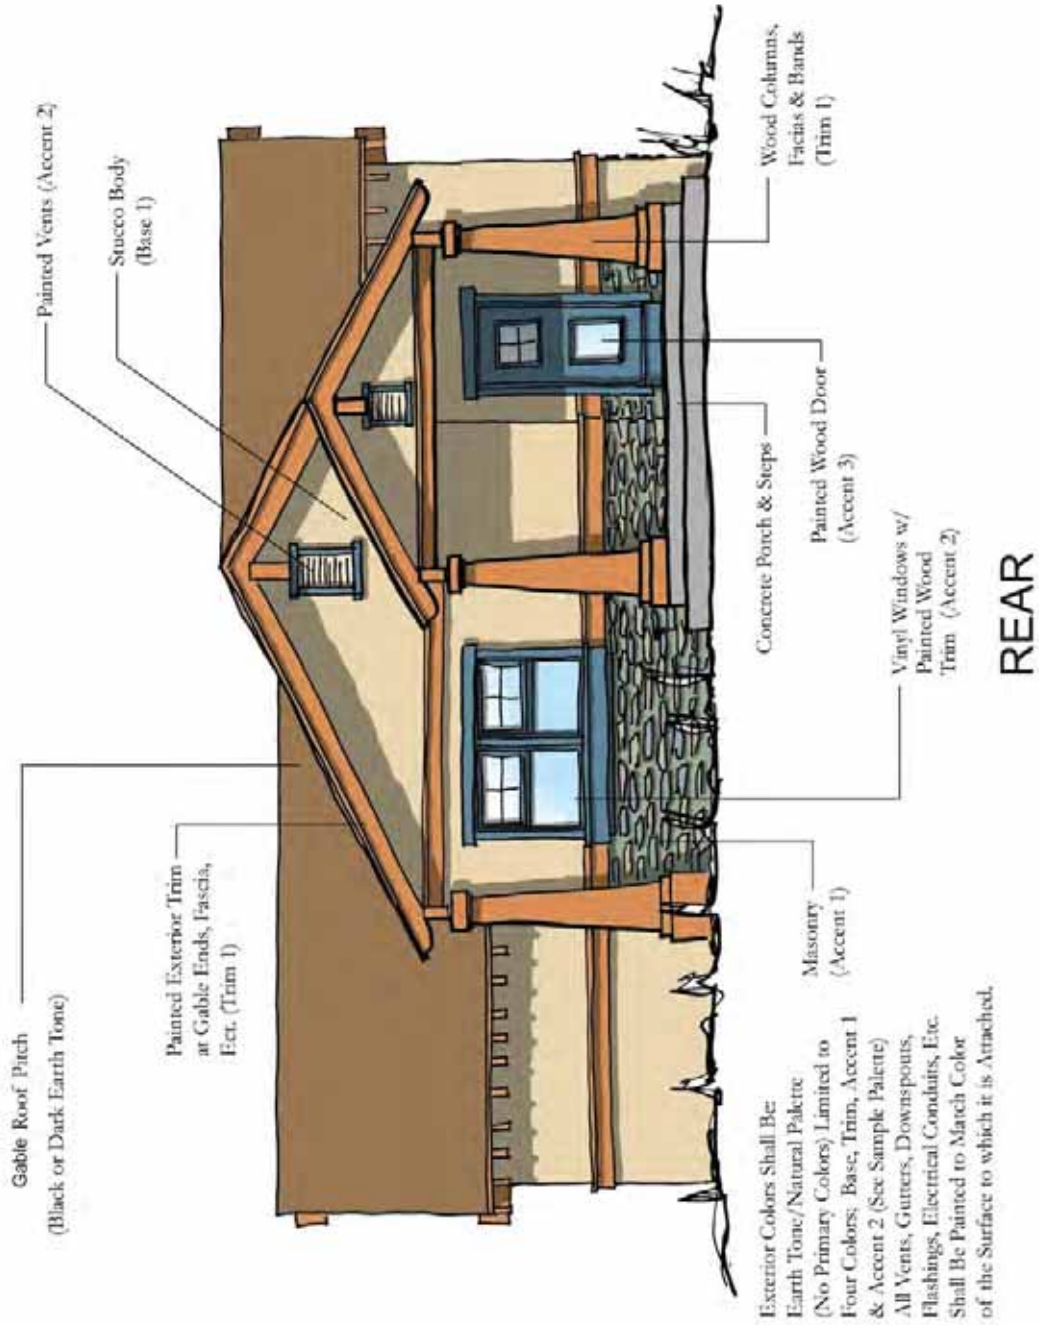 Gable Roof Pitch
(Black or Dark Earth Tone)
Painted Exterior Trim
at Gable Ends, Fascia,
Ect. (Trim 1)
Painted Vents (Accent 2)
Stucco Body
(Base 1)
Wood Columns,
Facias & Bands
(Trim 1)
Painted Wood Door
(Accent 3)
Concrete Porch & Steps
Vinyl Windows w/
Painted Wood
Trim (Accent 2)
Masonry
(Accent 1)
Exterior Colors Shall Be:
Earth Tone/Natural Palette
(No Primary Colors) Limited to
Four Colors; Base, Trim, Accent 1
& Accent 2 (See Sample Palette)
All Vents, Gutters, Downspouts,
Flashings, Electrical Conduits, Etc.
Shall Be Painted to Match Color
of the Surface to which it is Attached.
REAR